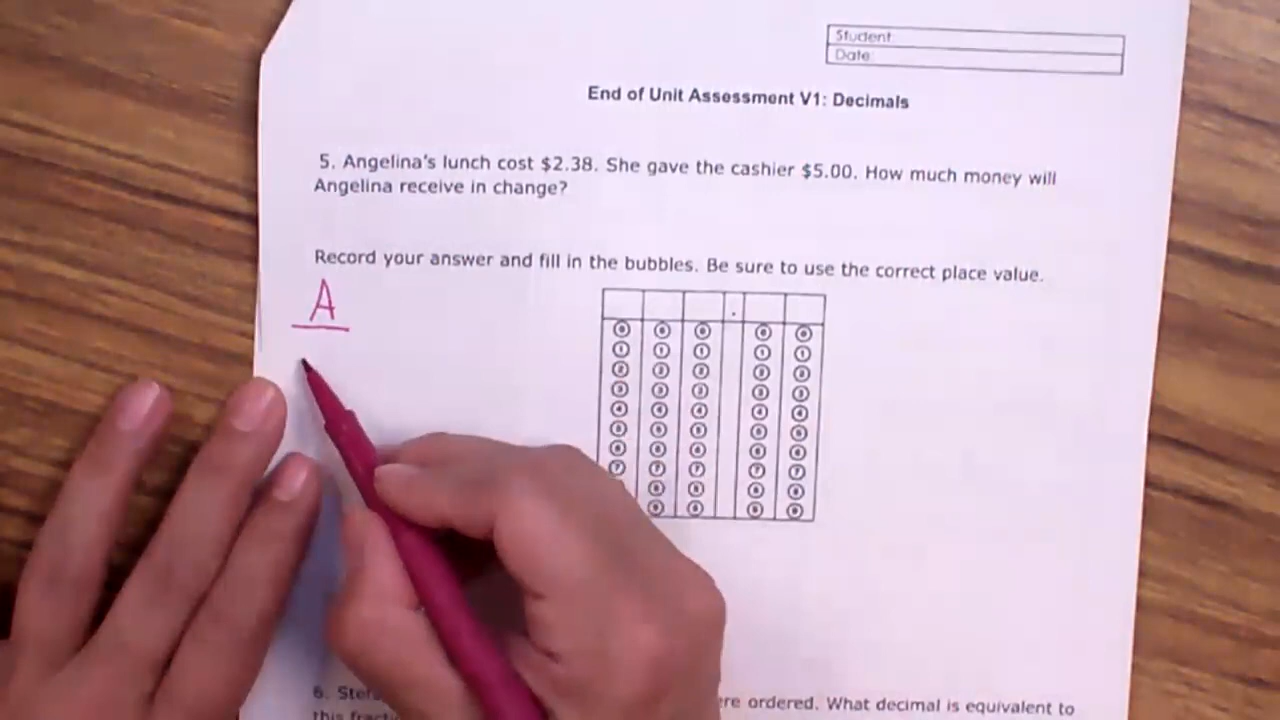 Student:
Date:
End of Unit Assessment V1: Decimals
5. Angelina's lunch cost $2.38. She gave the cashier $5.00. How much money will
Angelina receive in change?
Record your answer and fill in the bubbles. Be sure to use the correct place value.
A
.
6. re ordered. What decimal is equivalent to
this